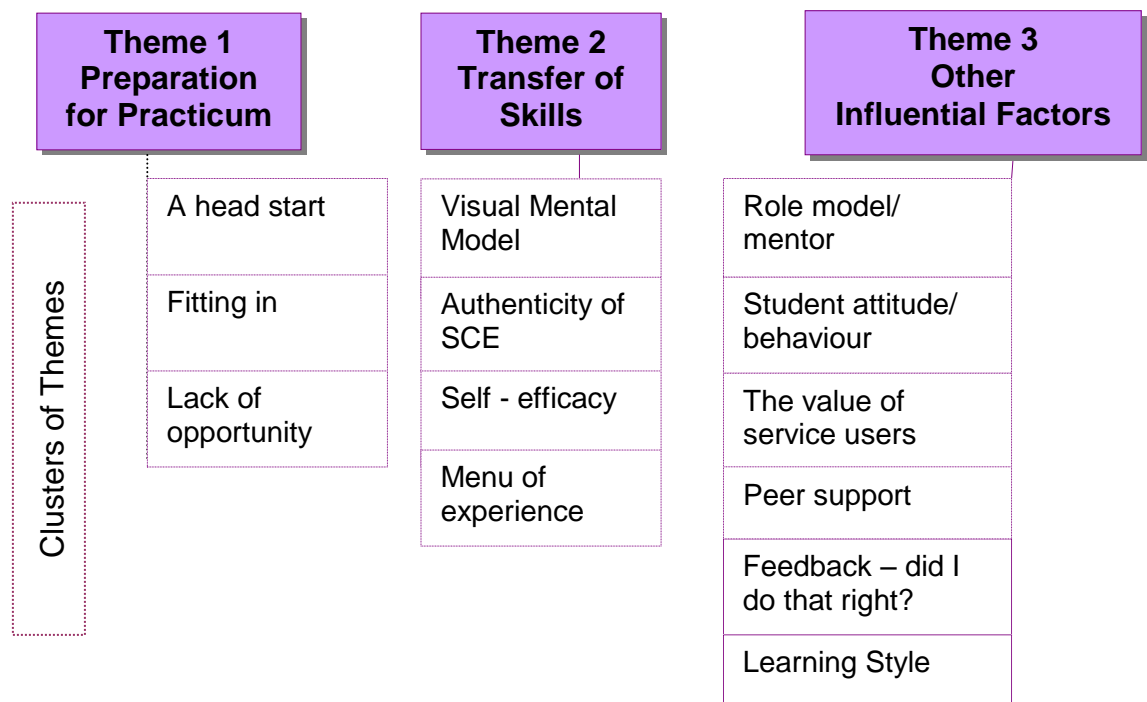 Theme 1
Preparation
for Practicum
Theme 2
Transfer of
Skills
Theme 3
Other
Influential Factors
Clusters of Themes
A head start
Fitting in
Lack of
opportunity
Visual Mental
Model
Authenticity of
SCE
Self - efficacy
Menu of
experience
Role model/
mentor
Student attitude/
behaviour
The value of
service users
Peer support
Feedback – did I
do that right?
Learning Style